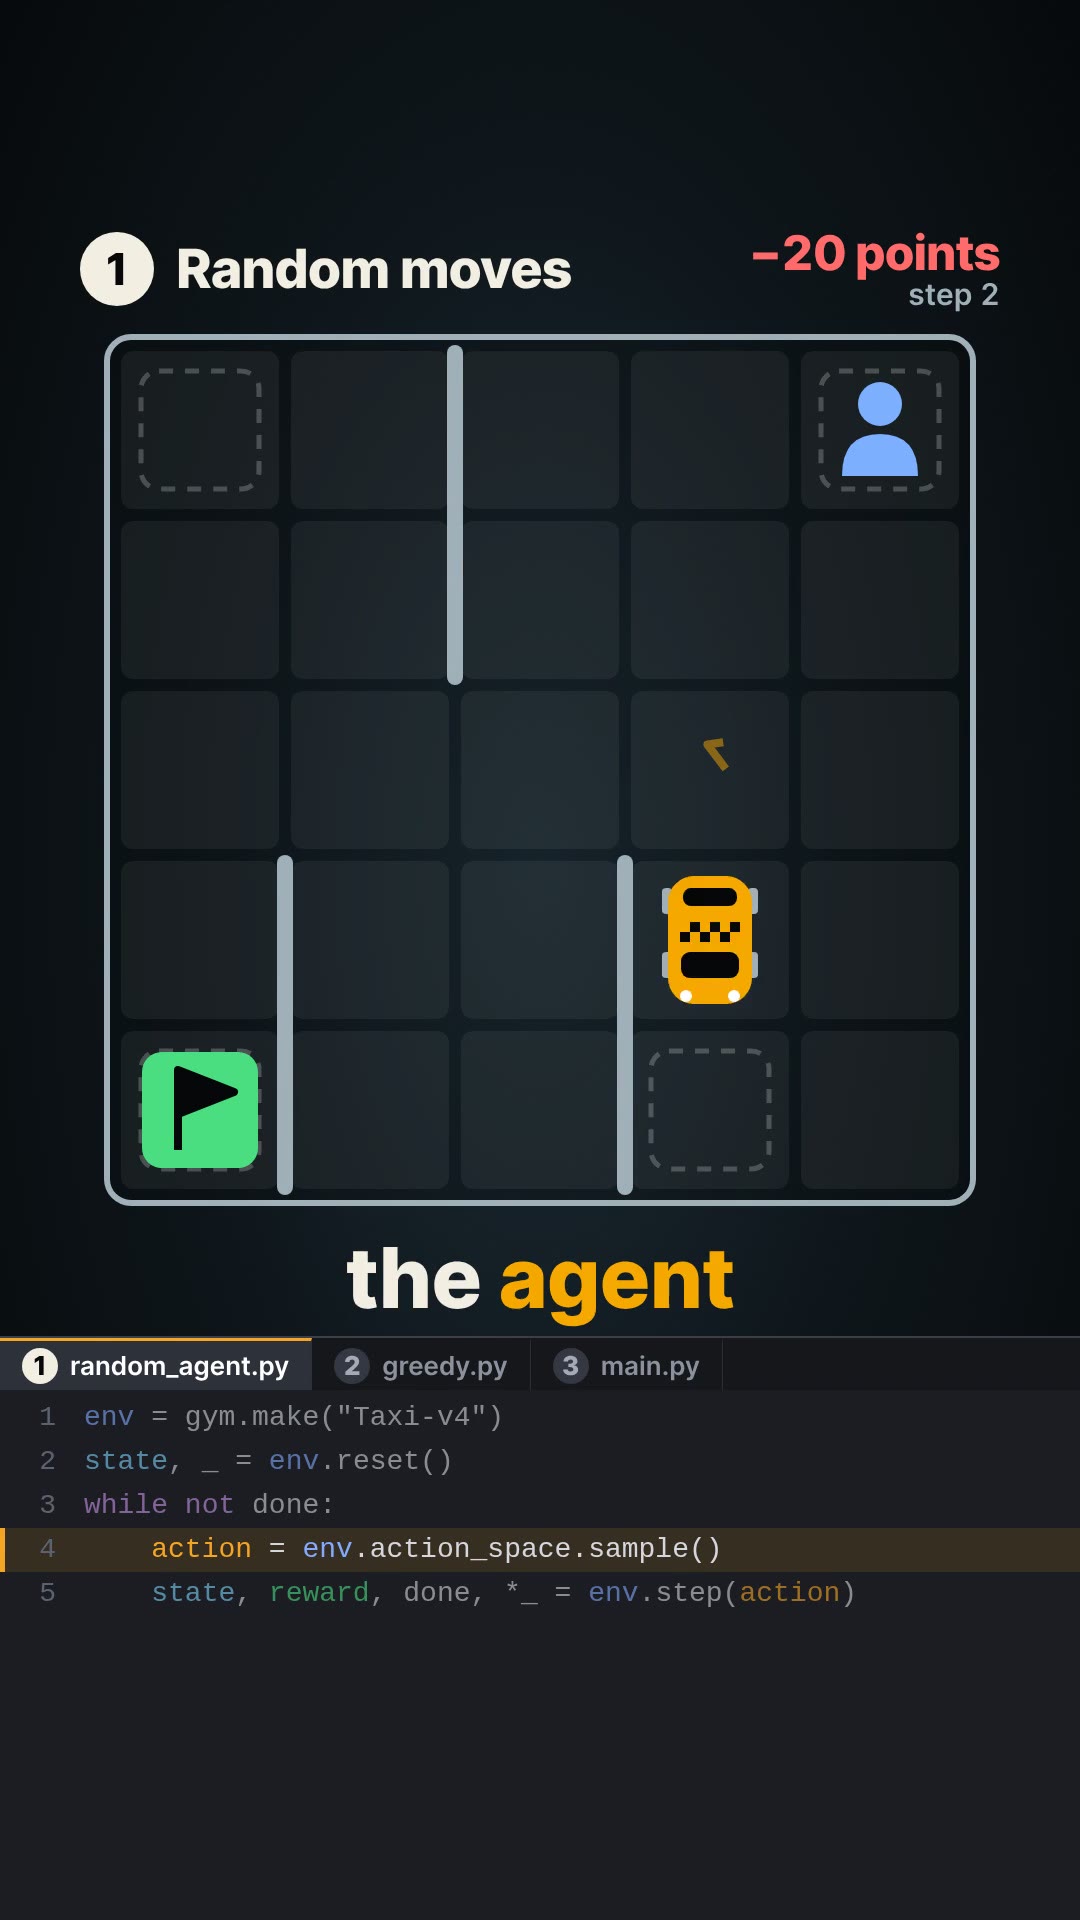 1 Random moves
−20 points
step 2
the agent
1 random_agent.py 2 greedy.py 3 main.py
1 env = gym.make("Taxi-v4")
2 state, _ = env.reset()
3 while not done:
4     action = env.action_space.sample()
5     state, reward, done, *_ = env.step(action)